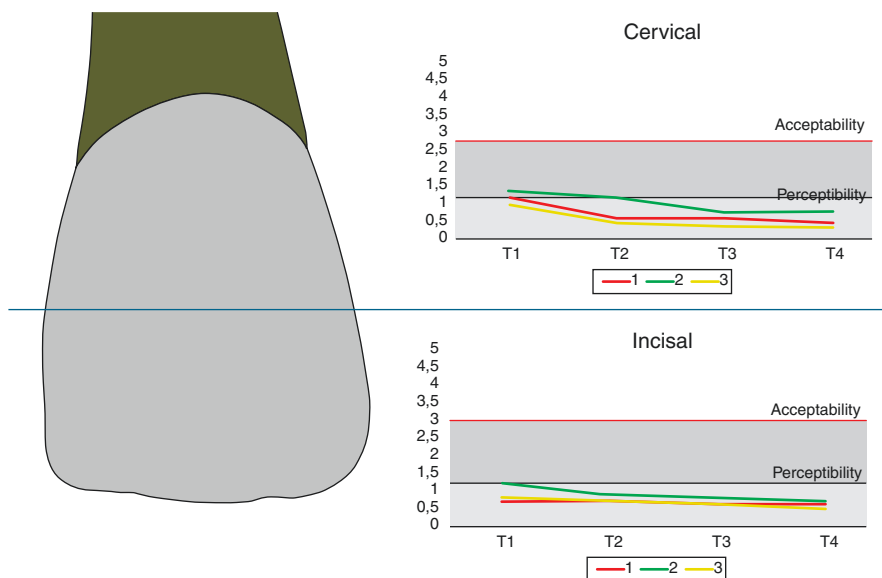 Cervical
5
4,5
4
3,5
3
2,5
2
1,5
1
0,5
0
Acceptability
Perceptibility
T1 T2 T3 T4
1 2 3
Incisal
5
4,5
4
3,5
3
2,5
2
1,5
1
0,5
0
Acceptability
Perceptibility
T1 T2 T3 T4
1 2 3